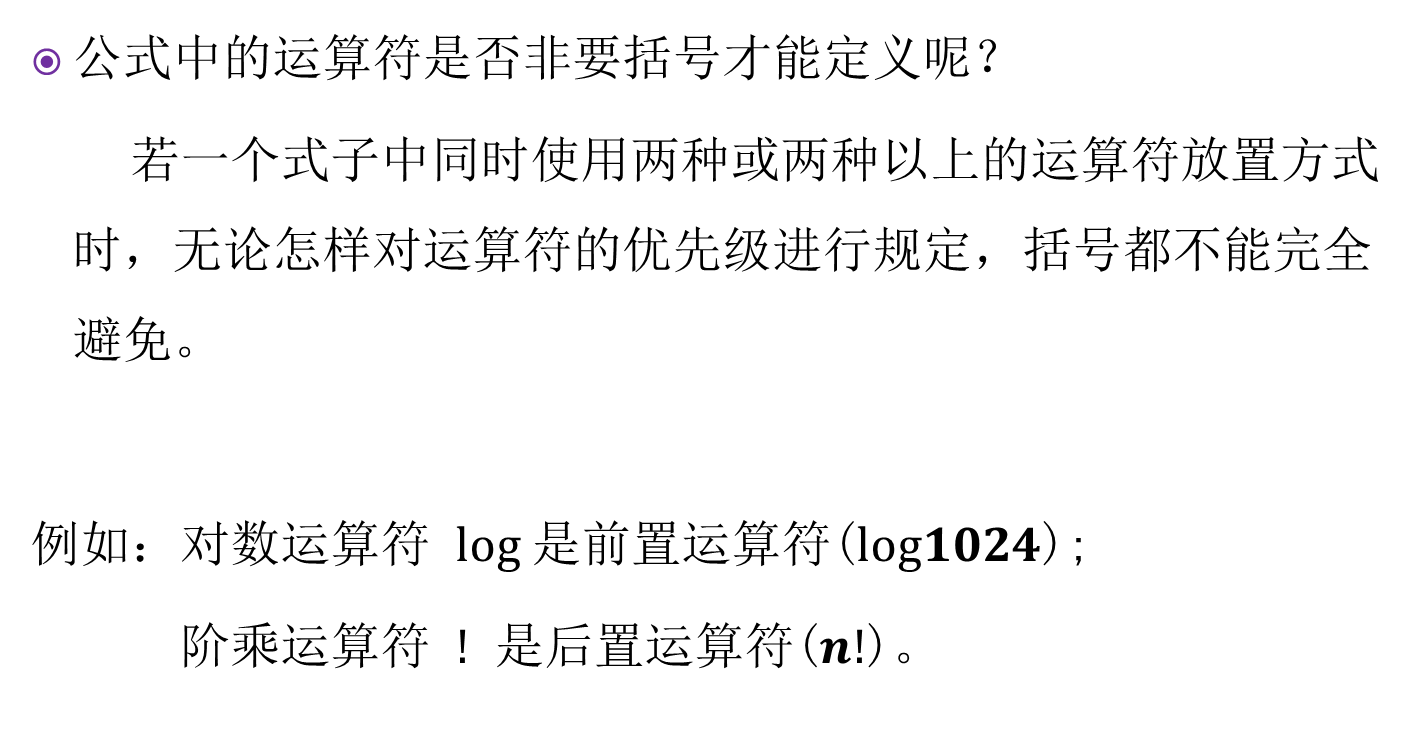 公式中的运算符是否非要括号才能定义呢？
若一个式子中同时使用两种或两种以上的运算符放置方式
时，无论怎样对运算符的优先级进行规定，括号都不能完全
避免。
例如：对数运算符 log 是前置运算符(log1024)；
阶乘运算符 ！ 是后置运算符(n!)。